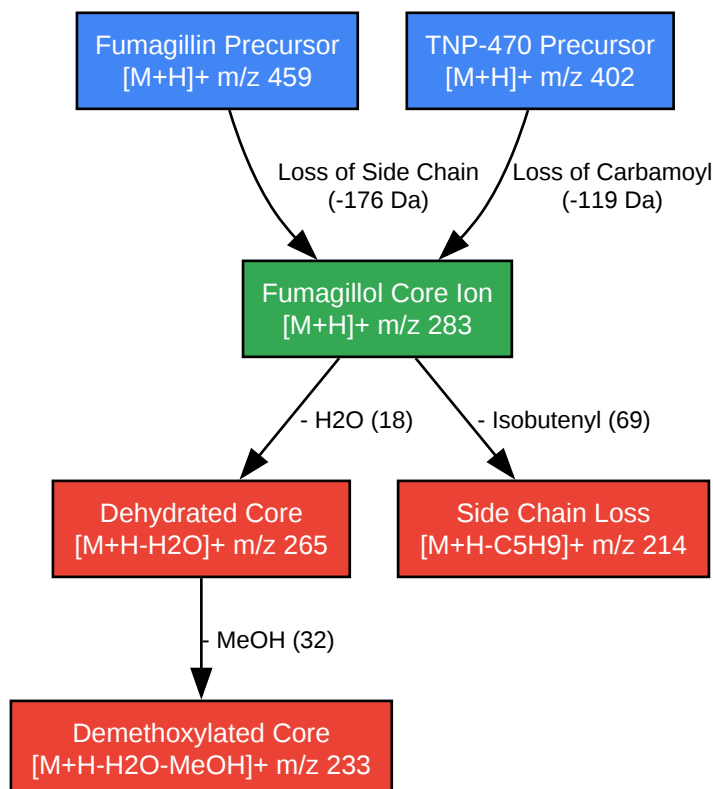 Fumagillin Precursor
[M+H]+ m/z 459
TNP-470 Precursor
[M+H]+ m/z 402
Loss of Side Chain
(-176 Da)
Loss of Carbamoyl
(-119 Da)
Fumagillol Core Ion
[M+H]+ m/z 283
- H2O (18)
- Isobutenyl (69)
Dehydrated Core
[M+H-H2O]+ m/z 265
Side Chain Loss
[M+H-C5H9]+ m/z 214
- MeOH (32)
Demethoxylated Core
[M+H-H2O-MeOH]+ m/z 233